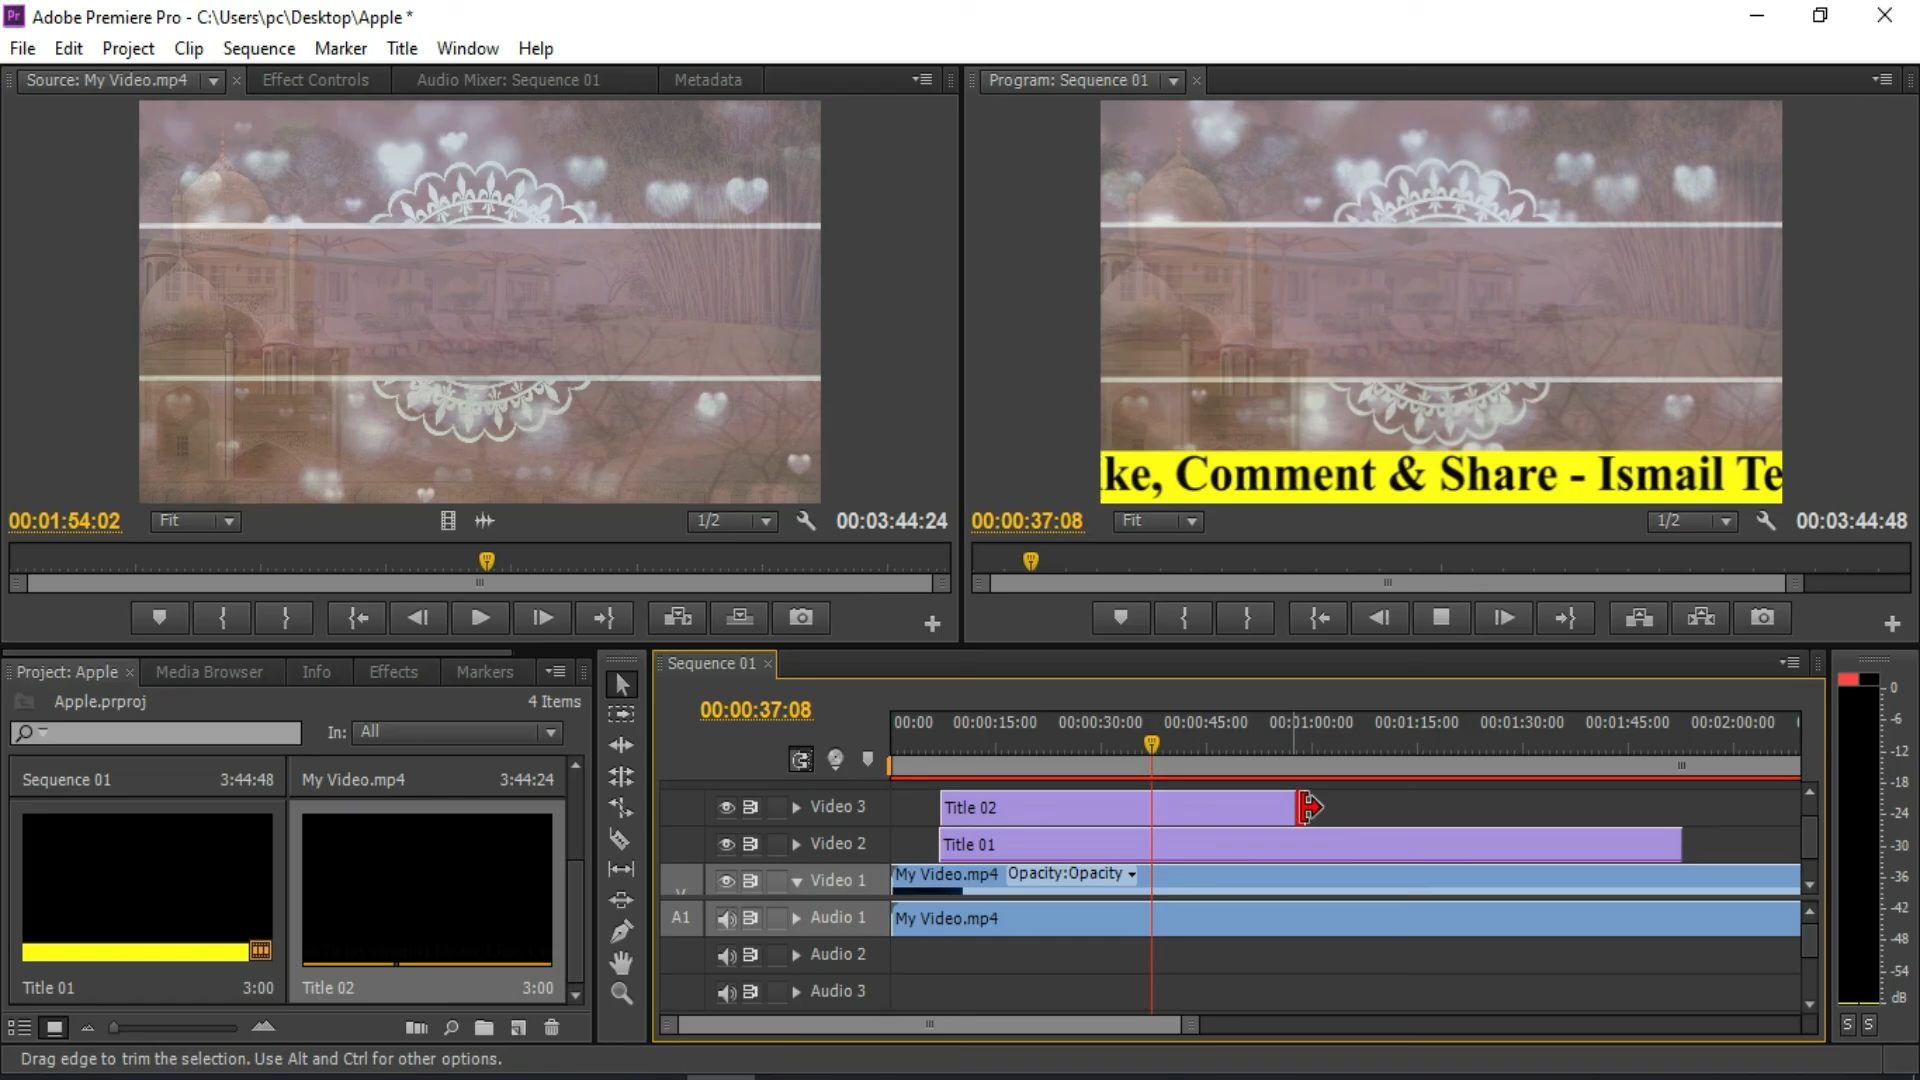 Adobe Premiere Pro - C:\Users\pc\Desktop\Apple *
File Edit Project Clip Sequence Marker Title Window Help
Source: My Video.mp4 Effect Controls Audio Mixer: Sequence 01 Metadata
Program: Sequence 01
ke, Comment & Share - Ismail Te
00:01:54:02 Fit 1/2 00:03:44:24
00:00:37:08 Fit 1/2 00:03:44:48
Project: Apple Media Browser Info Effects Markers
Apple.prproj 4 Items
In: All
Sequence 01 3:44:48 My Video.mp4 3:44:24
Title 01 3:00 Title 02 3:00
Sequence 01
00:00:37:08
00:00 00:00:15:00 00:00:30:00 00:00:45:00 00:01:00:00 00:01:15:00 00:01:30:00 00:01:45:00 00:02:00:00
Video 3 Title 02
Video 2 Title 01
Video 1 My Video.mp4 Opacity:Opacity
A1 Audio 1 My Video.mp4
Audio 2
Audio 3
0
-6
-12
-18
-24
-30
-36
-42
-48
-54
dB
S S
Drag edge to trim the selection. Use Alt and Ctrl for other options.